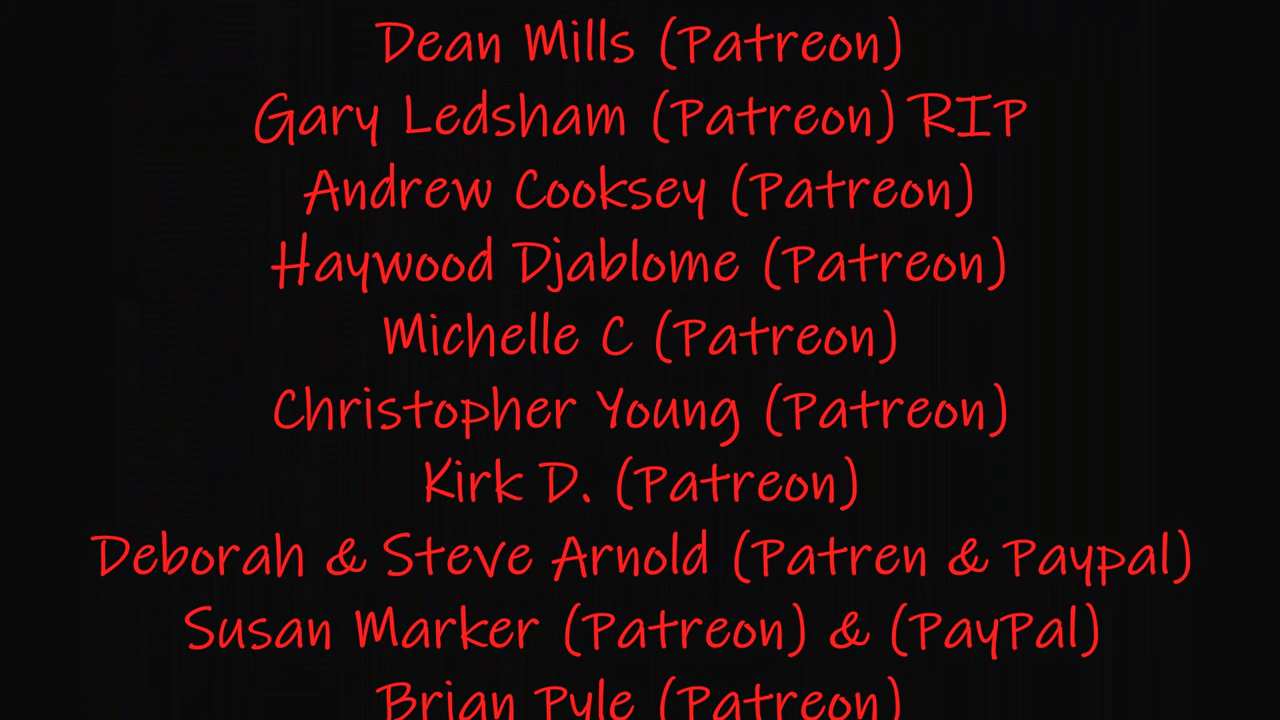 Dean Mills (Patreon)
Gary Ledsham (Patreon) RIP
Andrew Cooksey (Patreon)
Haywood Djablome (Patreon)
Michelle C (Patreon)
Christopher Young (Patreon)
Kirk D. (Patreon)
Deborah & Steve Arnold (Patren & Paypal)
Susan Marker (Patreon) & (PayPal)
Brian Pyle (Patreon)